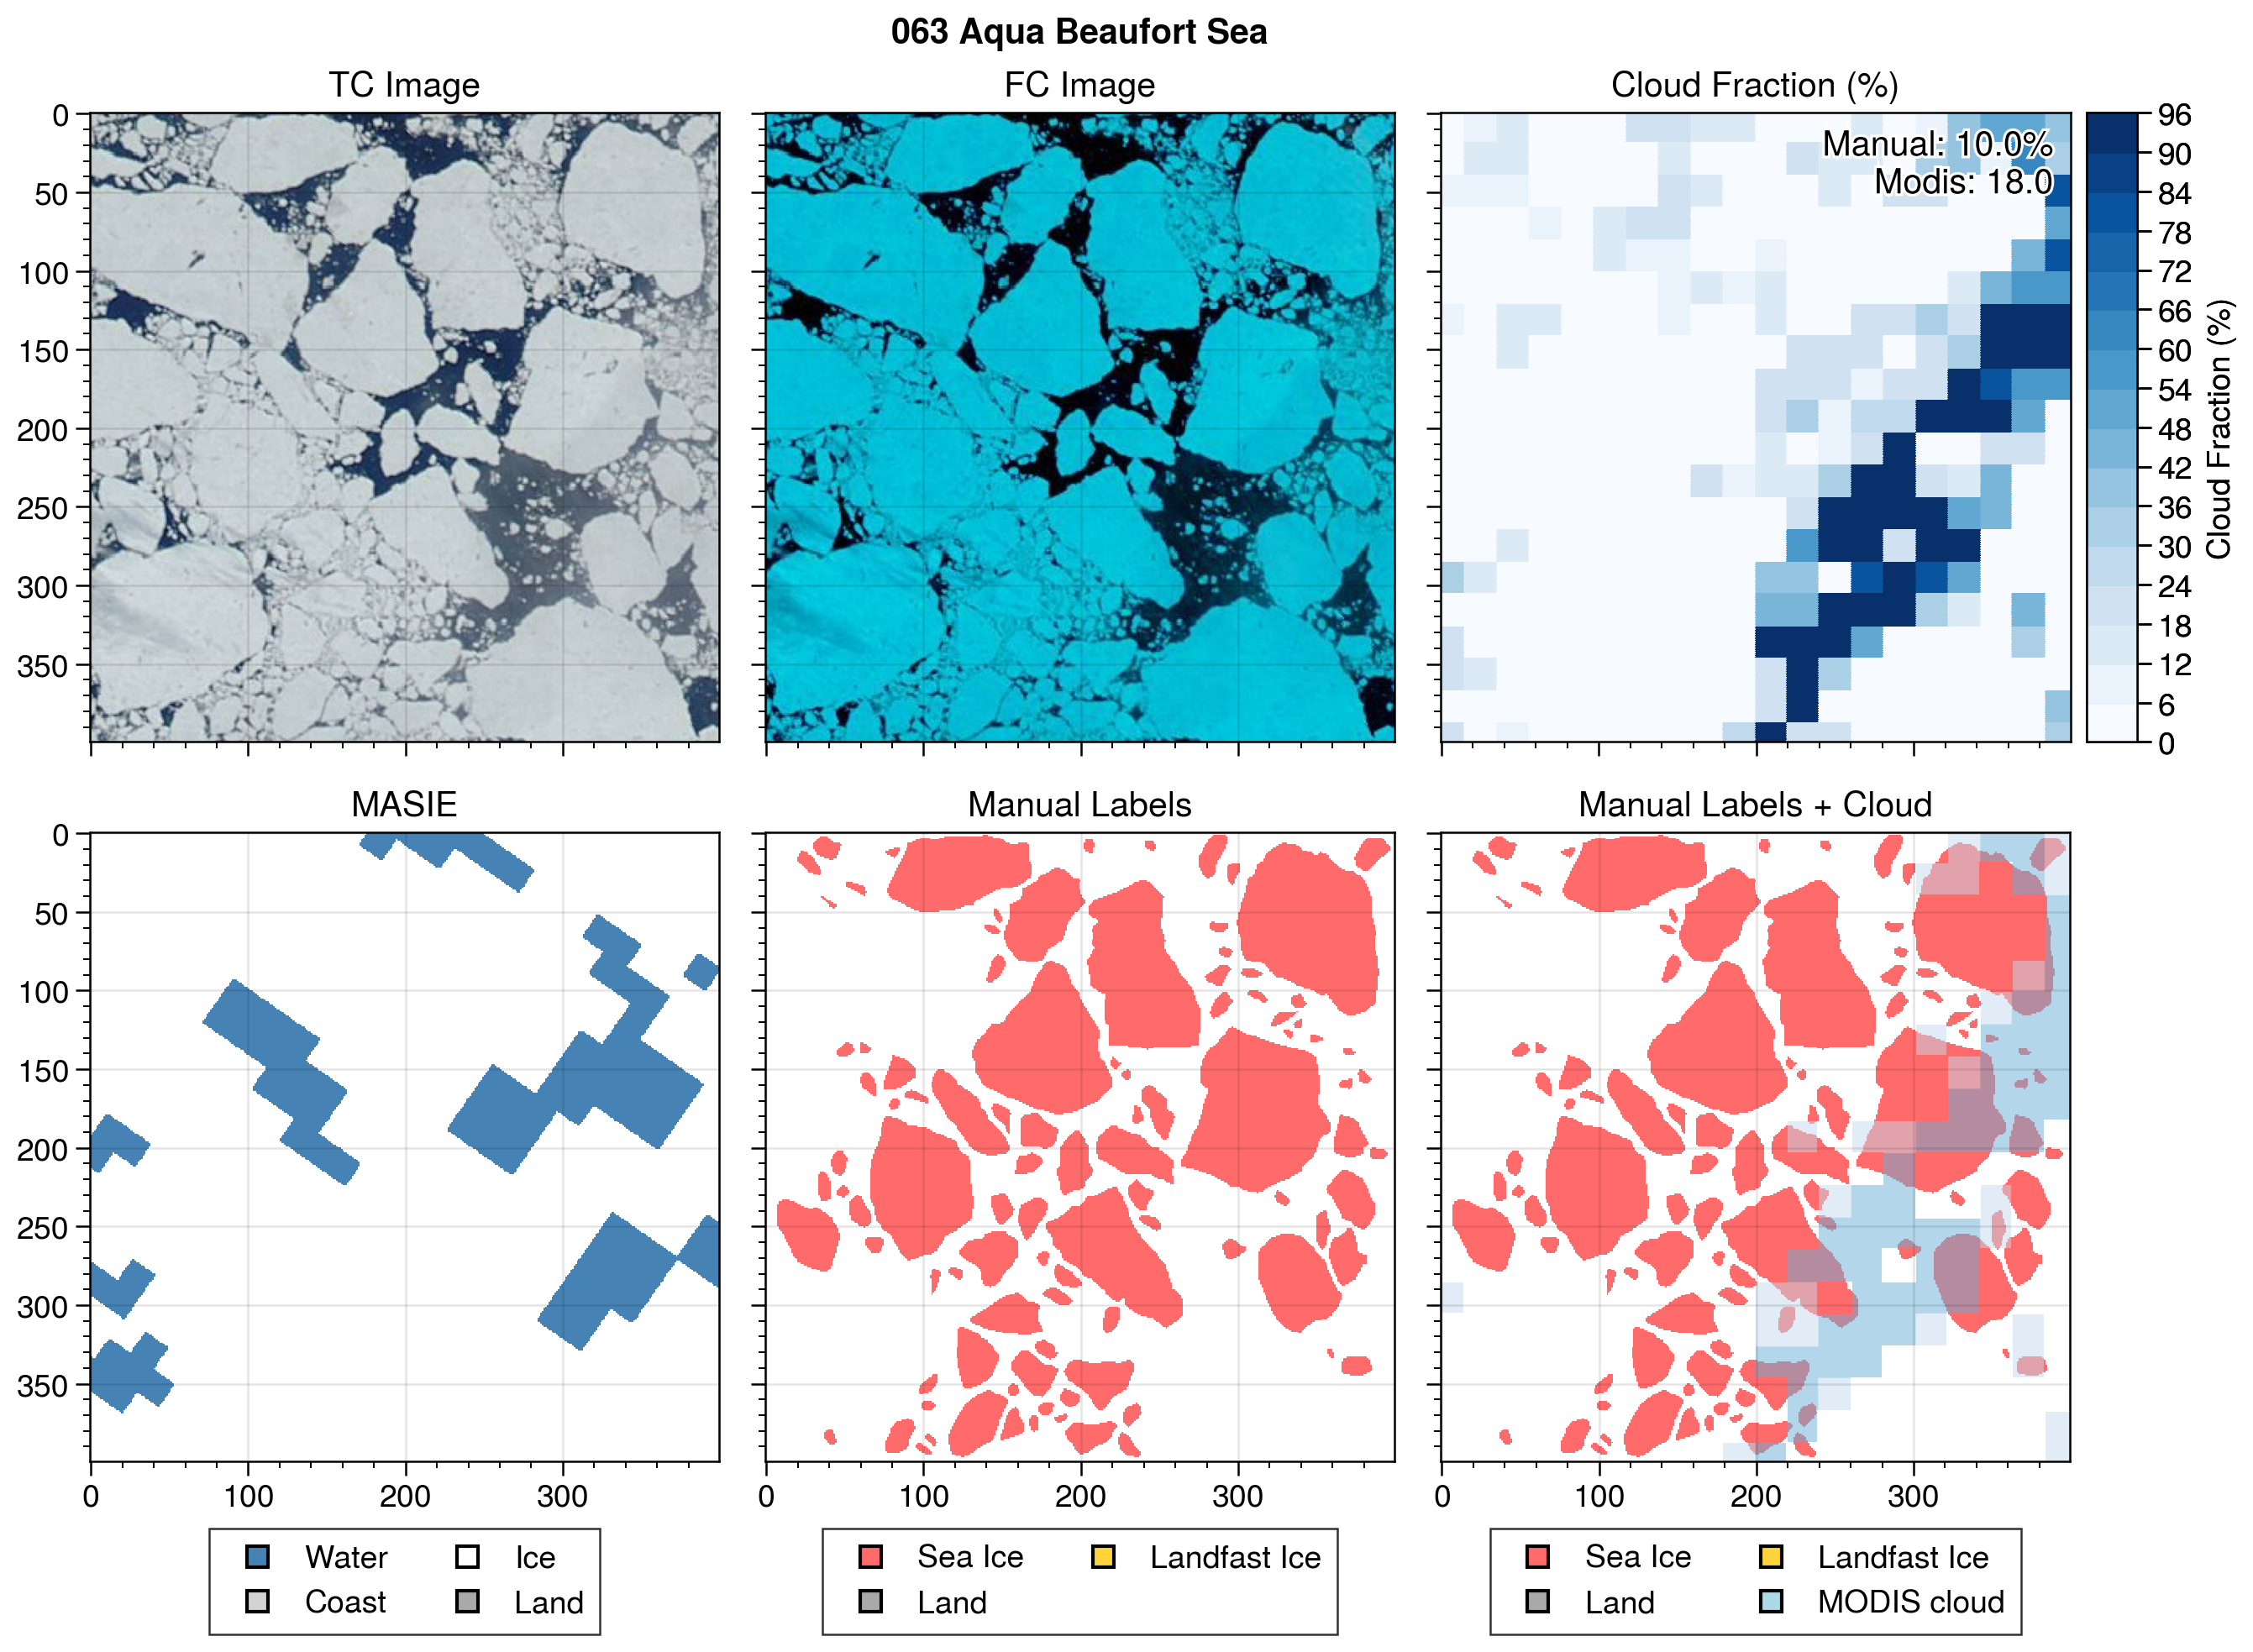 063 Aqua Beaufort Sea
TC Image
FC Image
Cloud Fraction (%)
0
50
100
150
200
250
300
350
Manual: 10.0%
Modis: 18.0
96
90
84
78
72
66
60
54
48
42
36
30
24
18
12
6
0
Cloud Fraction (%)
MASIE
Manual Labels
Manual Labels + Cloud
0
50
100
150
200
250
300
350
0 100 200 300
0 100 200 300
0 100 200 300
Water Ice
Coast Land
Sea Ice Landfast Ice
Land
Sea Ice Landfast Ice
Land MODIS cloud